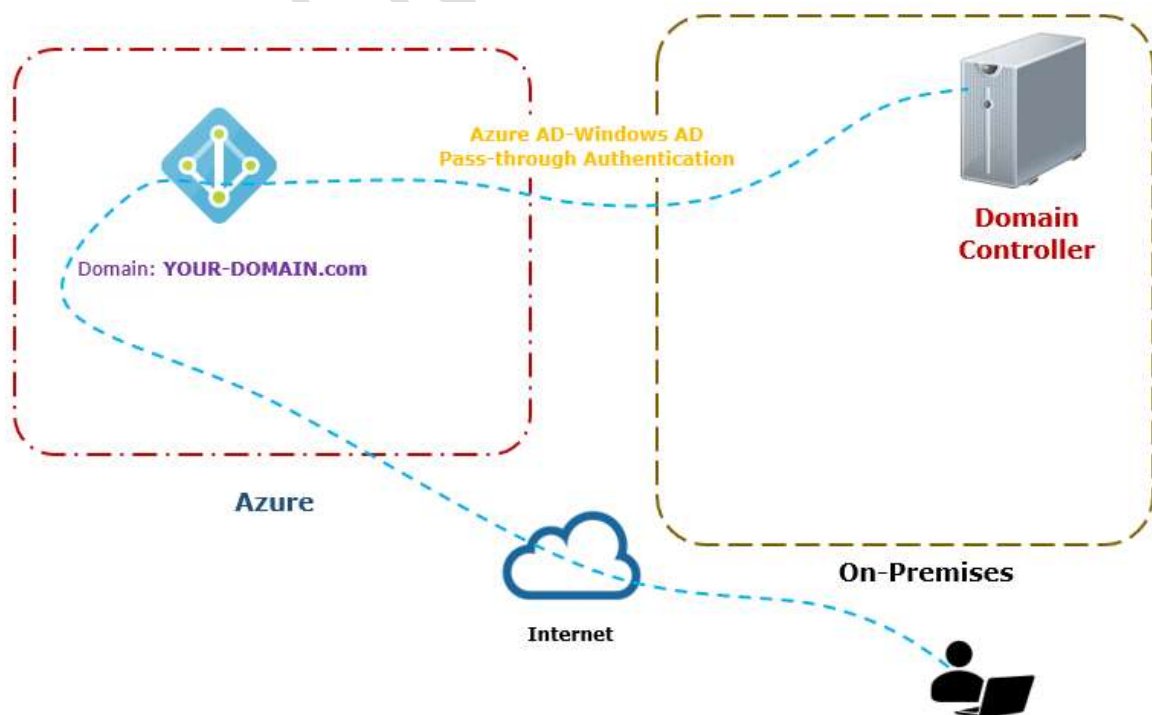 Azure AD-Windows AD
Pass-through Authentication
Domain
Controller
Domain: YOUR-DOMAIN.com
Azure
On-Premises
Internet